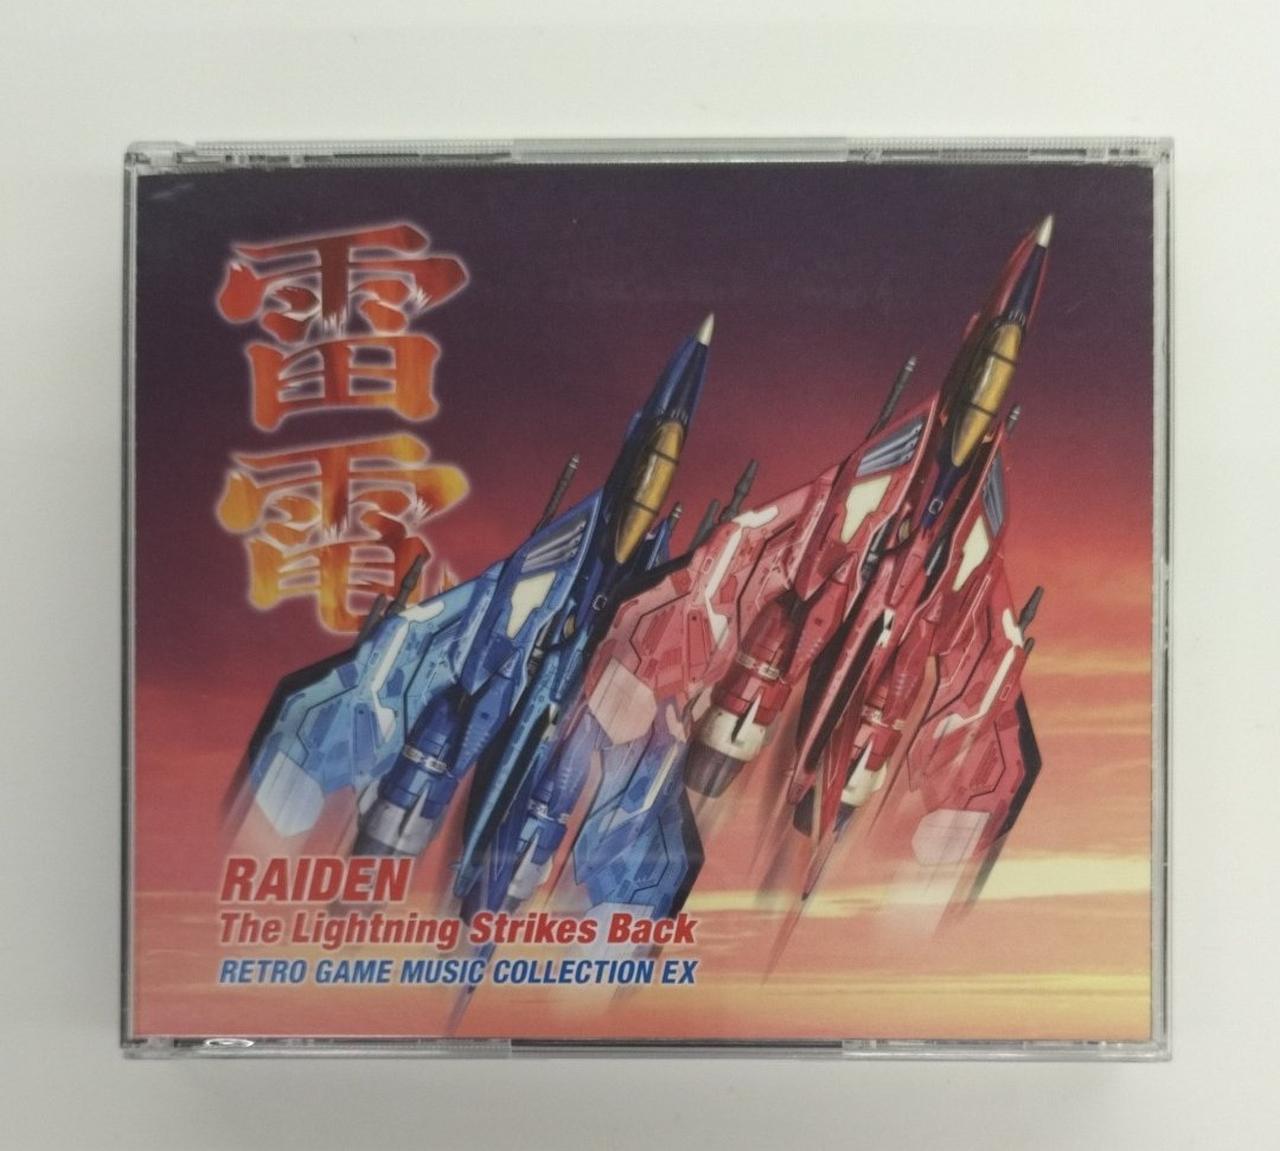 雷
電
RAIDEN
The Lightning Strikes Back
RETRO GAME MUSIC COLLECTION EX